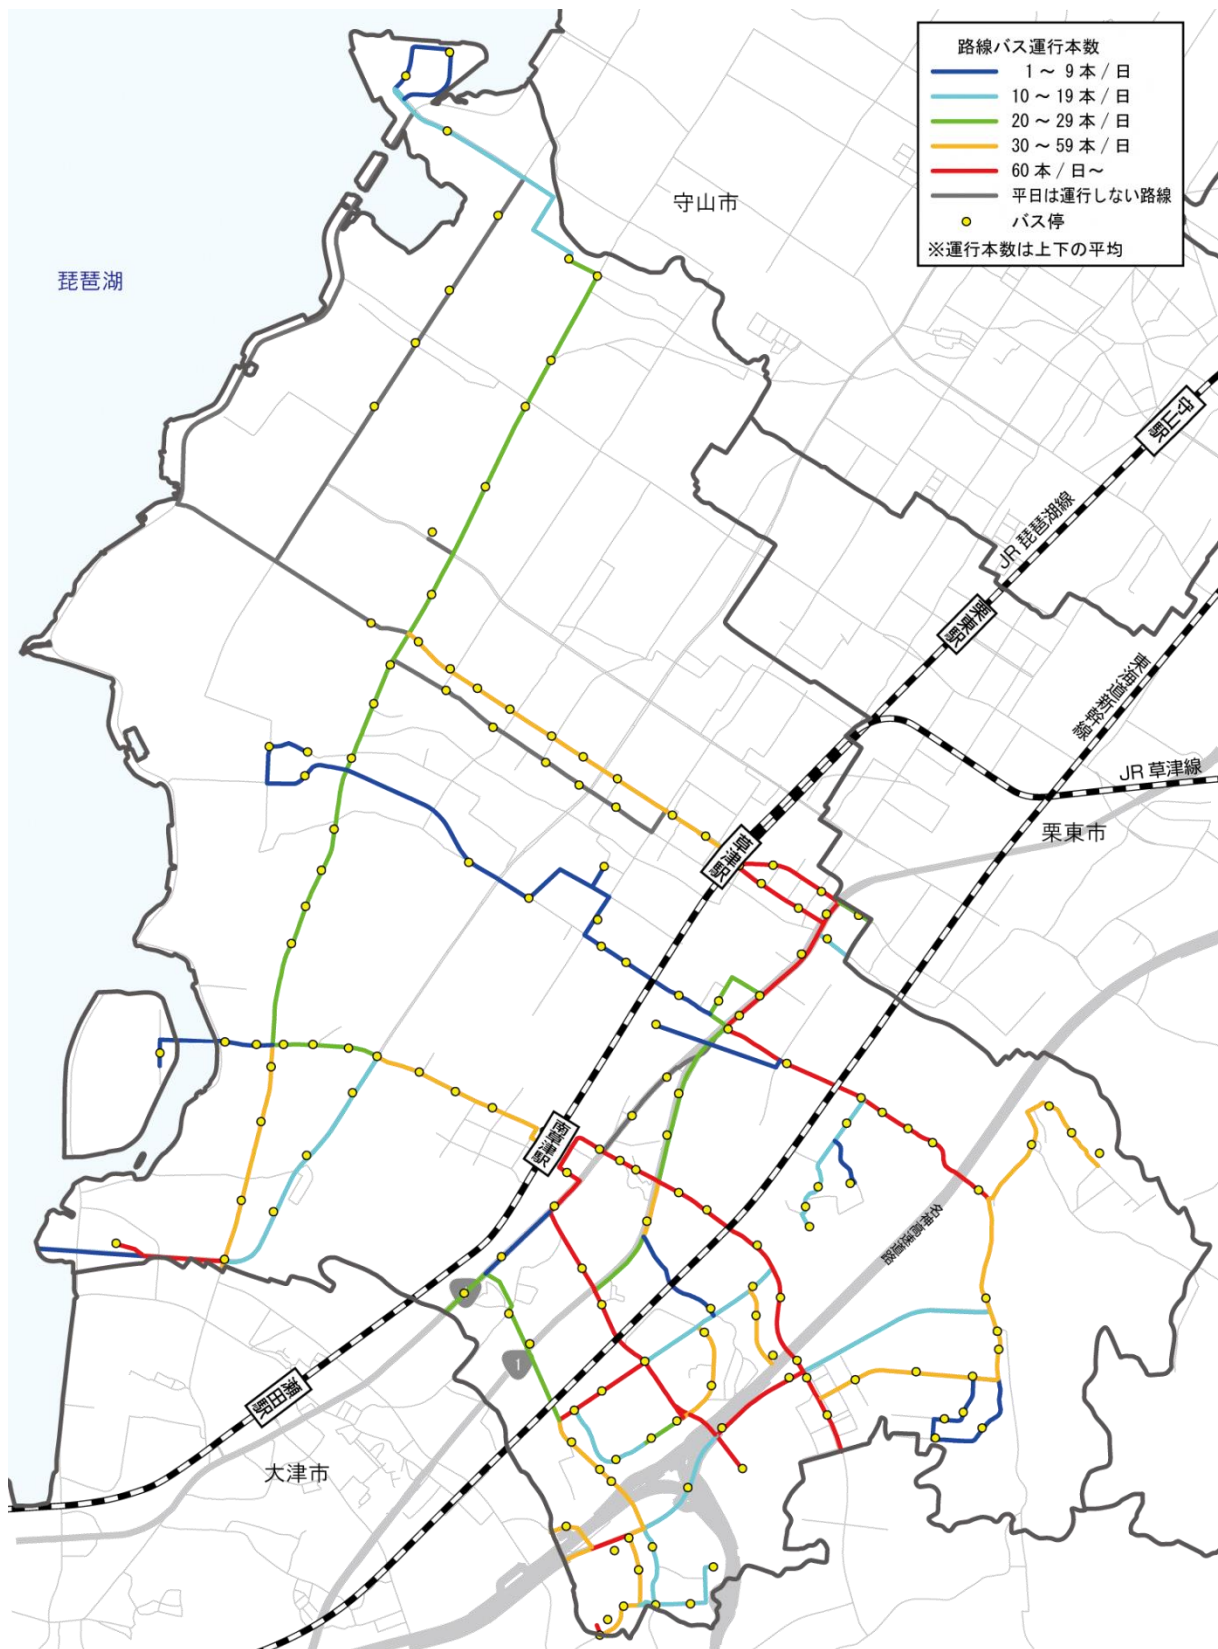 路線バス運行本数
1 ～ 9 本 / 日
10 ～ 19 本 / 日
20 ～ 29 本 / 日
30 ～ 59 本 / 日
60 本 / 日～
平日は運行しない路線
バス停
※運行本数は上下の平均
守山市
琵琶湖
守山駅
JR 琵琶湖線
栗東駅
東海道新幹線
JR 草津線
栗東市
草津駅
南草津駅
名神高速道路
1
瀬田駅
大津市